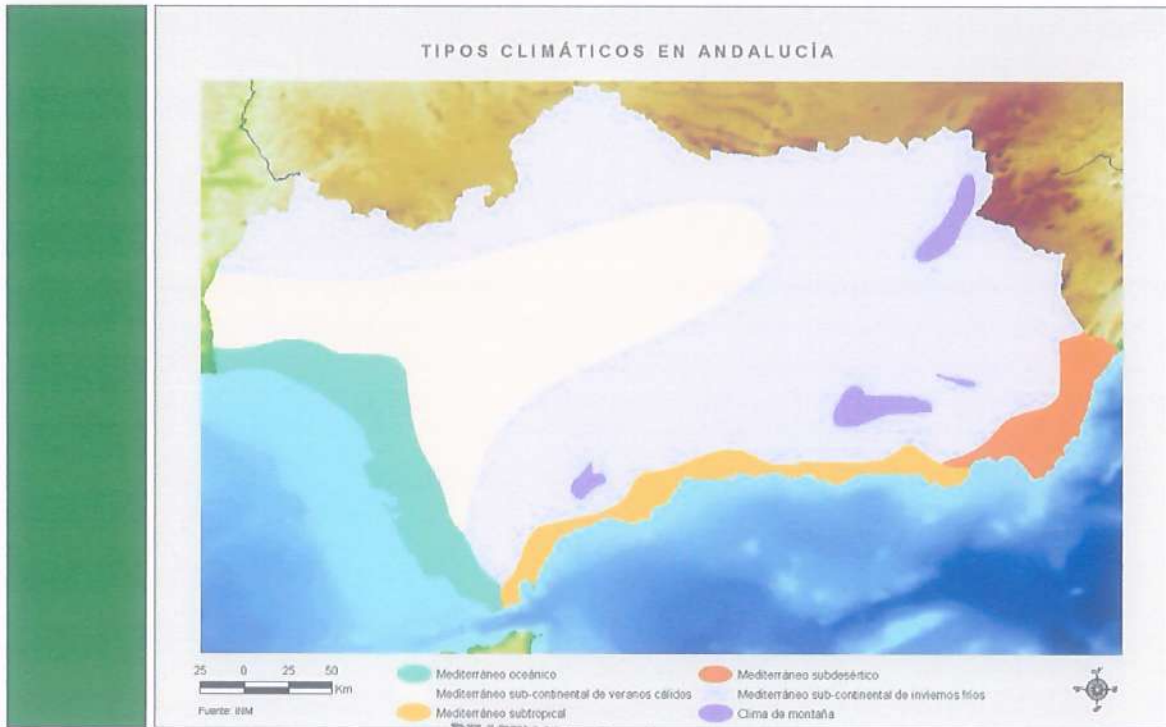 TIPOS CLIMÁTICOS EN ANDALUCÍA
25 0 25 50
Km
Fuente: INM
Mediterráneo oceánico
Mediterráneo sub-continental de veranos cálidos
Mediterráneo subtropical
Mediterráneo subdesértico
Mediterráneo sub-continental de inviernos fríos
Clima de montaña